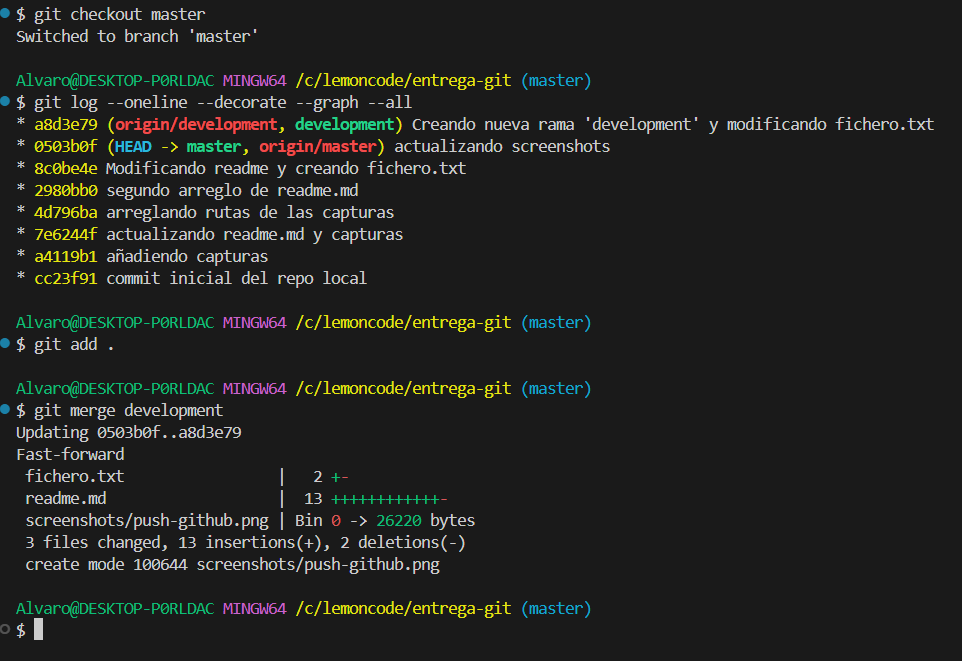 $ git checkout master
Switched to branch 'master'
Alvaro@DESKTOP-P0RLDAC MINGW64 /c/lemoncode/entrega-git (master)
$ git log --oneline --decorate --graph --all
* a8d3e79 (origin/development, development) Creando nueva rama 'development' y modificando fichero.txt
* 0503b0f (HEAD -> master, origin/master) actualizando screenshots
* 8c0be4e Modificando readme y creando fichero.txt
* 2980bb0 segundo arreglo de readme.md
* 4d796ba arreglando rutas de las capturas
* 7e6244f actualizando readme.md y capturas
* a4119b1 añadiendo capturas
* cc23f91 commit inicial del repo local
Alvaro@DESKTOP-P0RLDAC MINGW64 /c/lemoncode/entrega-git (master)
$ git add .
Alvaro@DESKTOP-P0RLDAC MINGW64 /c/lemoncode/entrega-git (master)
$ git merge development
Updating 0503b0f..a8d3e79
Fast-forward
 fichero.txt                 |   2 +-
 readme.md                   |  13 ++++++++++++-
 screenshots/push-github.png | Bin 0 -> 26220 bytes
 3 files changed, 13 insertions(+), 2 deletions(-)
 create mode 100644 screenshots/push-github.png
Alvaro@DESKTOP-P0RLDAC MINGW64 /c/lemoncode/entrega-git (master)
$